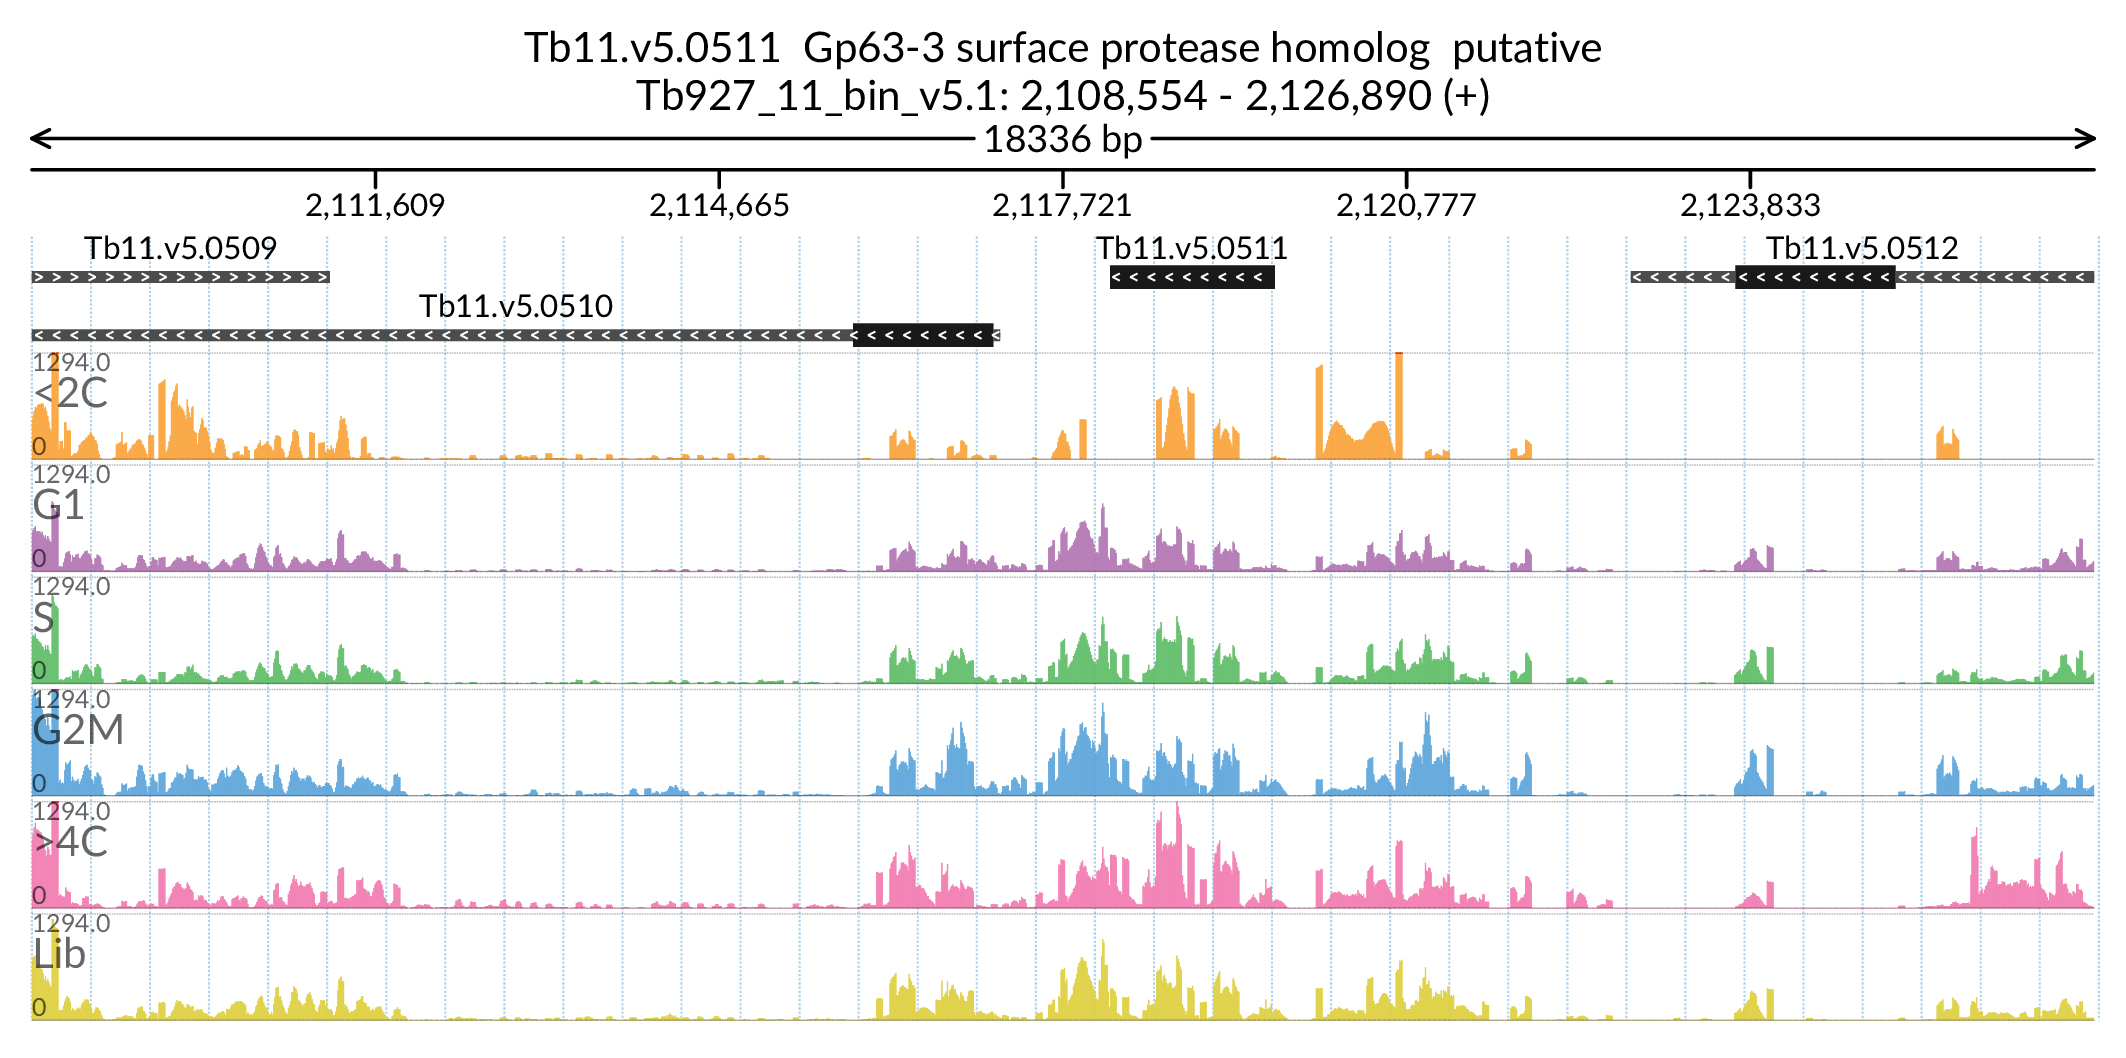 Tb11.v5.0511  Gp63-3 surface protease homolog  putative
Tb927_11_bin_v5.1: 2,108,554 - 2,126,890 (+)
18336 bp
2,111,609 2,114,665 2,117,721 2,120,777 2,123,833
Tb11.v5.0509 Tb11.v5.0511 Tb11.v5.0512
Tb11.v5.0510
1294.0
<2C
0
1294.0
G1
0
1294.0
S
0
1294.0
G2M
0
1294.0
>4C
0
1294.0
Lib
0